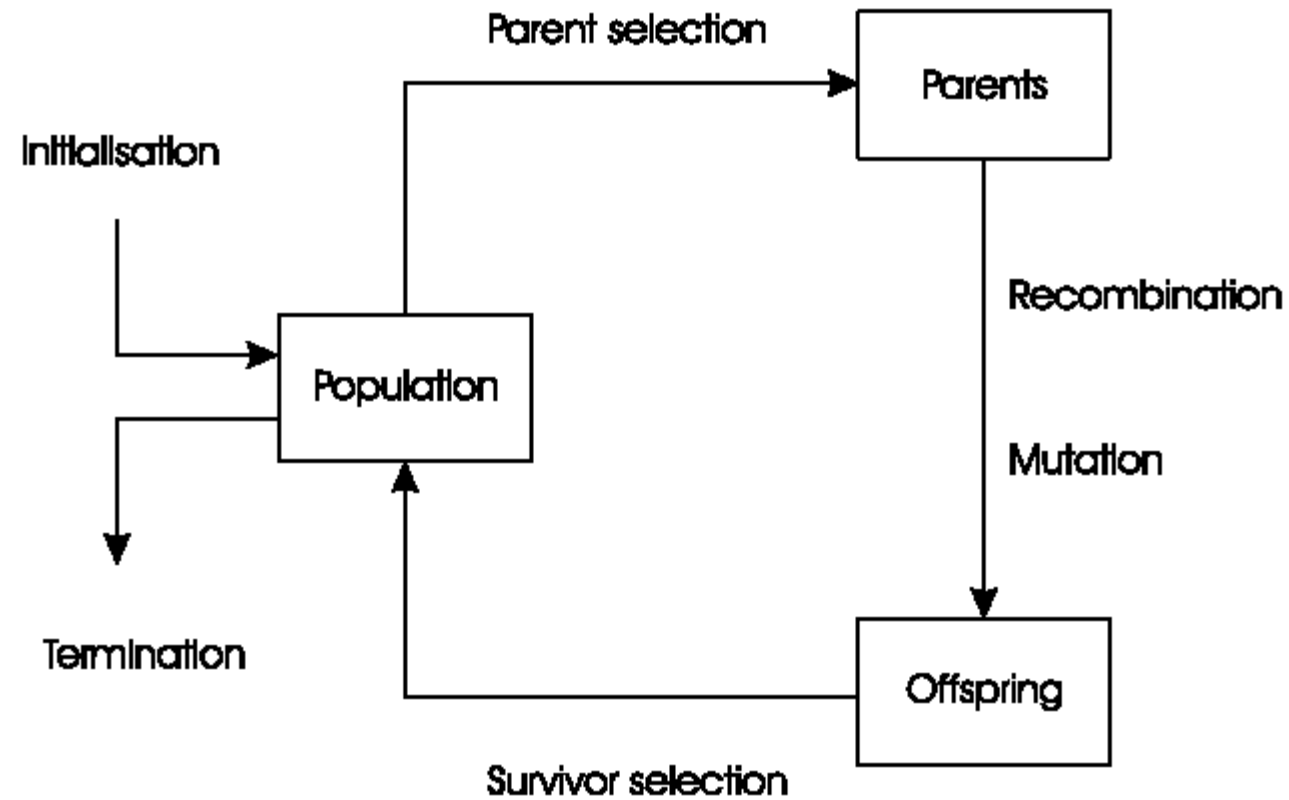 Parent selection
Parents
Initialisation
Recombination
Population
Mutation
Termination
Offspring
Survivor selection